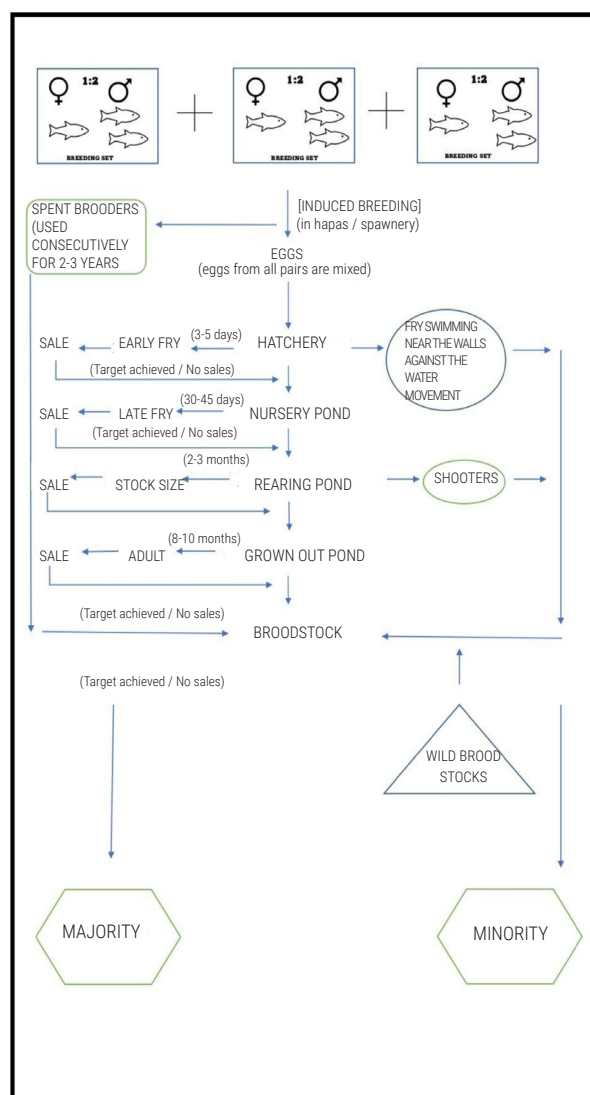 1:2
BREEDING SET
1:2
BREEDING SET
1:2
BREEDING SET
[INDUCED BREEDING]
(in hapas / spawnery)
SPENT BROODERS
(USED
CONSECUTIVELY
FOR 2-3 YEARS
EGGS
(eggs from all pairs are mixed)
SALE
EARLY FRY
(3-5 days)
HATCHERY
FRY SWIMMING
NEAR THE WALLS
AGAINST THE
WATER
MOVEMENT
(Target achieved / No sales)
SALE
LATE FRY
(30-45 days)
NURSERY POND
(Target achieved / No sales)
SALE
STOCK SIZE
(2-3 months)
REARING POND
SHOOTERS
SALE
ADULT
(8-10 months)
GROWN OUT POND
(Target achieved / No sales)
BROODSTOCK
(Target achieved / No sales)
WILD BROOD
STOCKS
MAJORITY
MINORITY